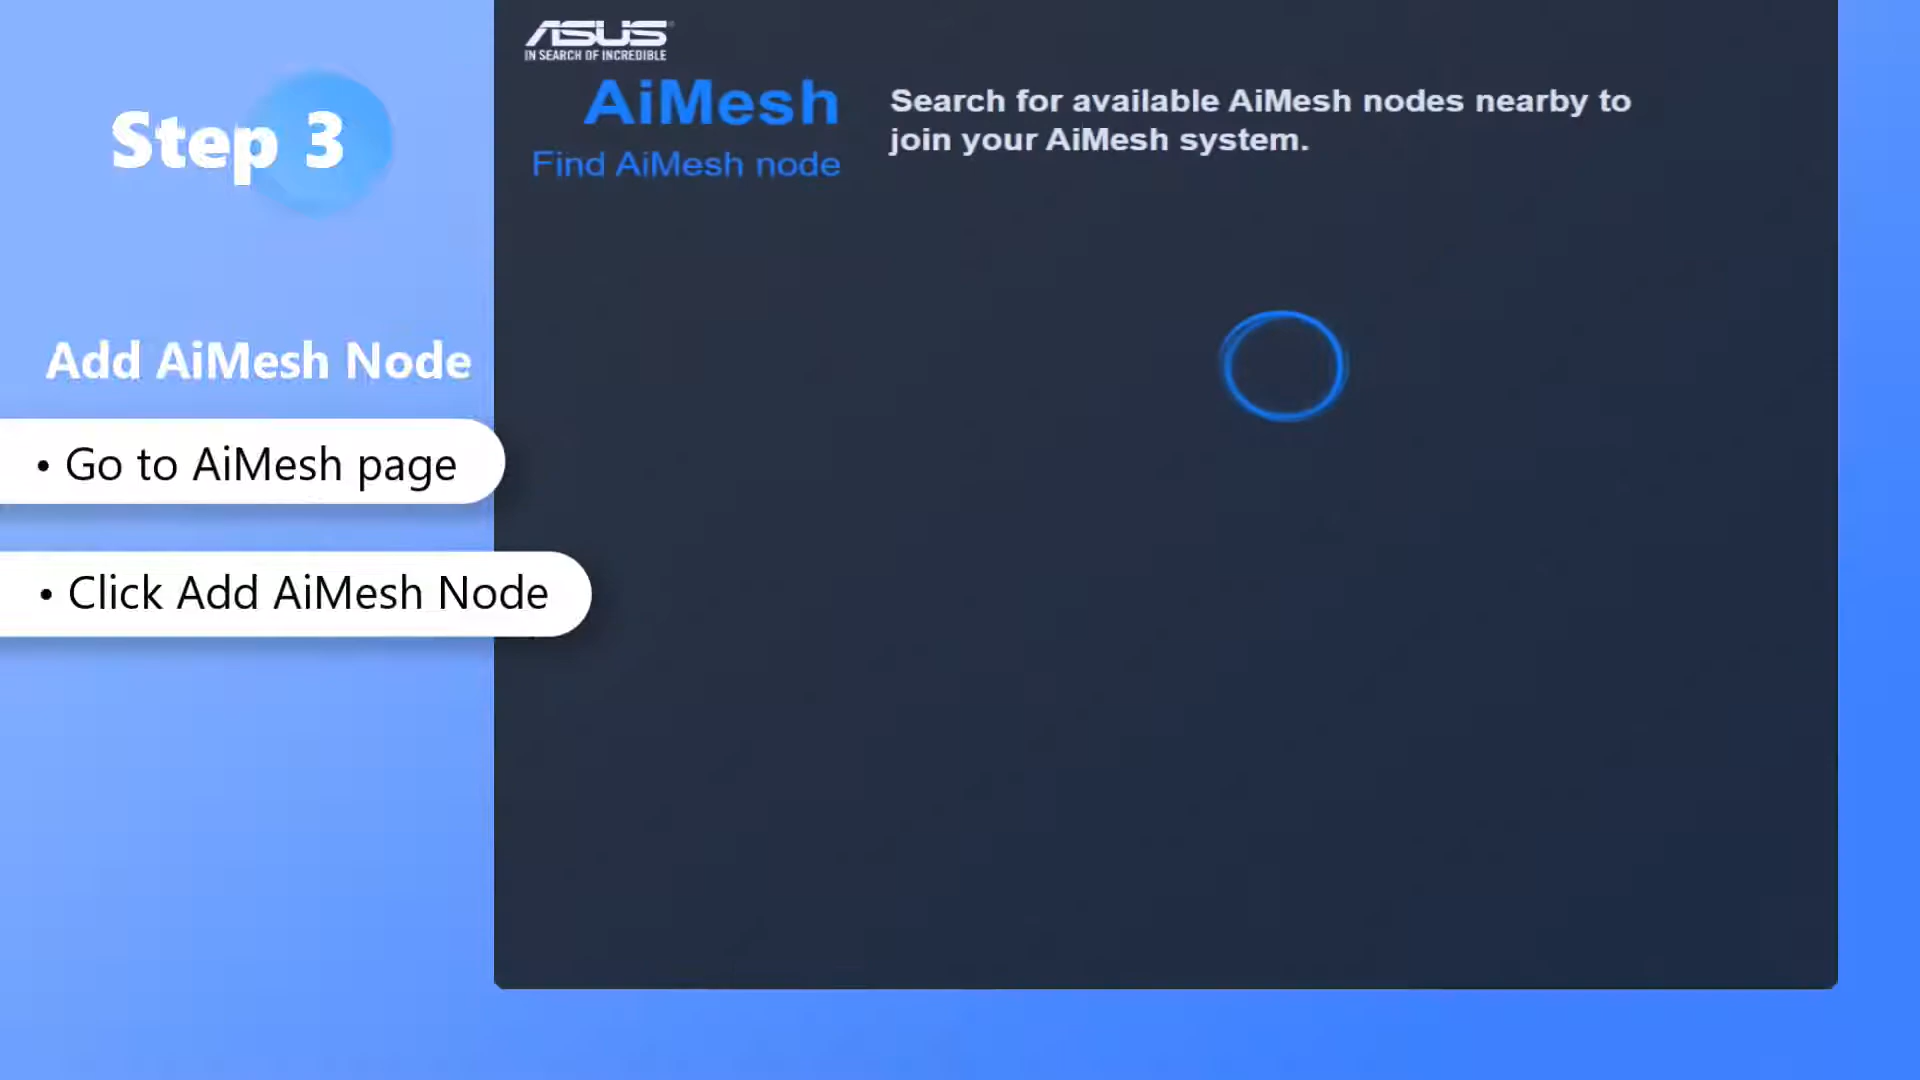 Step 3
Add AiMesh Node
• Go to AiMesh page
• Click Add AiMesh Node
ASUS
IN SEARCH OF INCREDIBLE
AiMesh
Find AiMesh node
Search for available AiMesh nodes nearby to
join your AiMesh system.